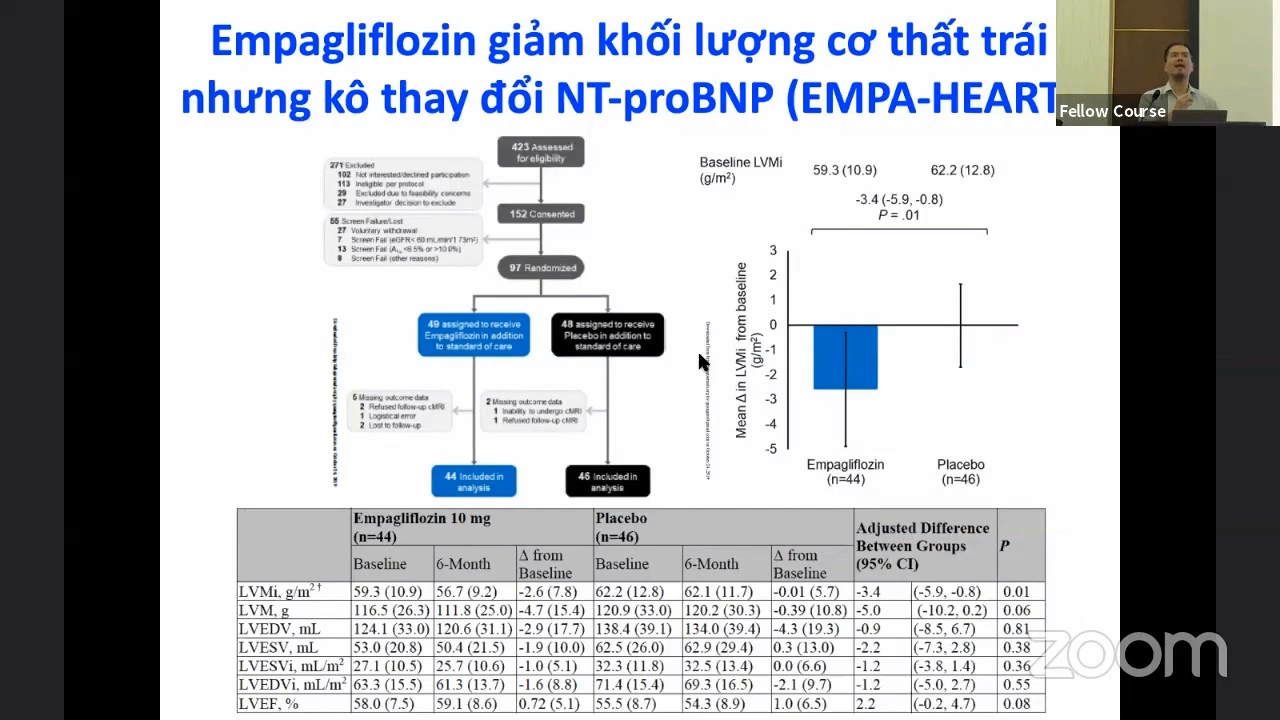 Empagliflozin giảm khối lượng cơ thất trái
nhưng kô thay đổi NT-proBNP (EMPA-HEART
Fellow Course
423 Assessed
for eligibility
271 Excluded
102 Not interested/declined participation
113 Ineligible per protocol
29 Excluded due to feasibility concerns
27 Investigator decision to exclude
152 Consented
55 Screen Failure/Lost
27 Voluntary withdrawal
7 Screen Fail (eGFR< 60 mL/min/1.73m²)
13 Screen Fail (A1c <6.5% or >10.0%)
8 Screen Fail (other reasons)
97 Randomized
49 assigned to receive
Empagliflozin in addition
to standard of care
48 assigned to receive
Placebo in addition
to standard of care
5 Missing outcome data
2 Refused follow-up cMRI
1 Logistical error
2 Lost to follow-up
2 Missing outcome data
1 Inability to undergo cMRI
1 Refused follow-up cMRI
44 Included in
analysis
46 Included in
analysis
Baseline LVMi
(g/m²)
59.3 (10.9)
62.2 (12.8)
-3.4 (-5.9, -0.8)
P = .01
Mean Δ in LVMi from baseline
(g/m²)
3
2
1
0
-1
-2
-3
-4
-5
Empagliflozin
(n=44)
Placebo
(n=46)
Empagliflozin 10 mg
(n=44)
Placebo
(n=46)
Adjusted Difference
Between Groups
(95% CI)
P
Baseline 6-Month Δ from Baseline Baseline 6-Month Δ from Baseline
LVMi, g/m² † 59.3 (10.9) 56.7 (9.2) -2.6 (7.8) 62.2 (12.8) 62.1 (11.7) -0.01 (5.7) -3.4 (-5.9, -0.8) 0.01
LVM, g 116.5 (26.3) 111.8 (25.0) -4.7 (15.4) 120.9 (33.0) 120.2 (30.3) -0.39 (10.8) -5.0 (-10.2, 0.2) 0.06
LVEDV, mL 124.1 (33.0) 120.6 (31.1) -2.9 (17.7) 138.4 (39.1) 134.0 (39.4) -4.3 (19.3) -0.9 (-8.5, 6.7) 0.81
LVESV, mL 53.0 (20.8) 50.4 (21.5) -1.9 (10.0) 62.5 (26.0) 62.9 (29.4) 0.3 (13.0) -2.2 (-7.3, 2.8) 0.38
LVESVi, mL/m² 27.1 (10.5) 25.7 (10.6) -1.0 (5.1) 32.3 (11.8) 32.5 (13.4) 0.0 (6.6) -1.2 (-3.8, 1.4) 0.36
LVEDVi, mL/m² 63.3 (15.5) 61.3 (13.7) -1.6 (8.8) 71.4 (15.4) 69.3 (16.5) -2.1 (9.7) -1.2 (-5.0, 2.7) 0.55
LVEF, % 58.0 (7.5) 59.1 (8.6) 0.72 (5.1) 55.5 (8.7) 54.3 (8.9) 1.0 (6.5) 2.2 (-0.2, 4.7) 0.08
zoom